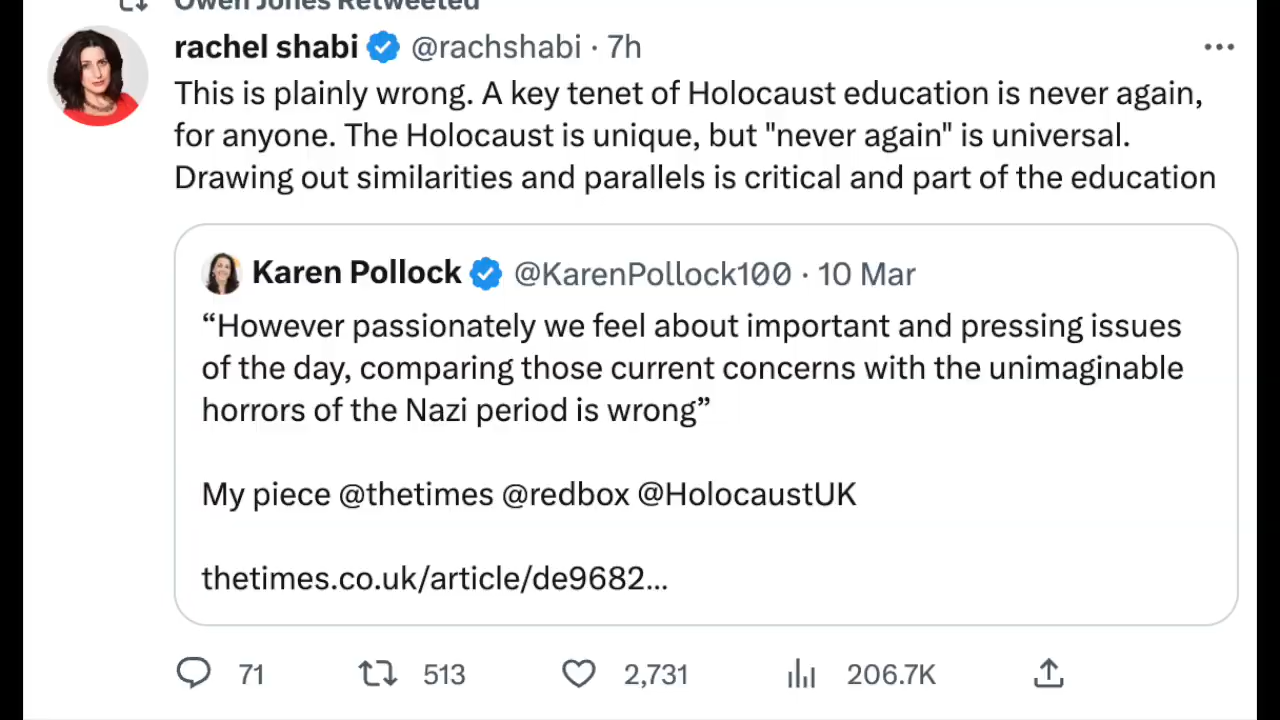 Owen Jones Retweeted
rachel shabi @rachshabi · 7h
This is plainly wrong. A key tenet of Holocaust education is never again,
for anyone. The Holocaust is unique, but "never again" is universal.
Drawing out similarities and parallels is critical and part of the education
Karen Pollock @KarenPollock100 · 10 Mar
“However passionately we feel about important and pressing issues
of the day, comparing those current concerns with the unimaginable
horrors of the Nazi period is wrong”
My piece @thetimes @redbox @HolocaustUK
thetimes.co.uk/article/de9682...
71 513 2,731 206.7K